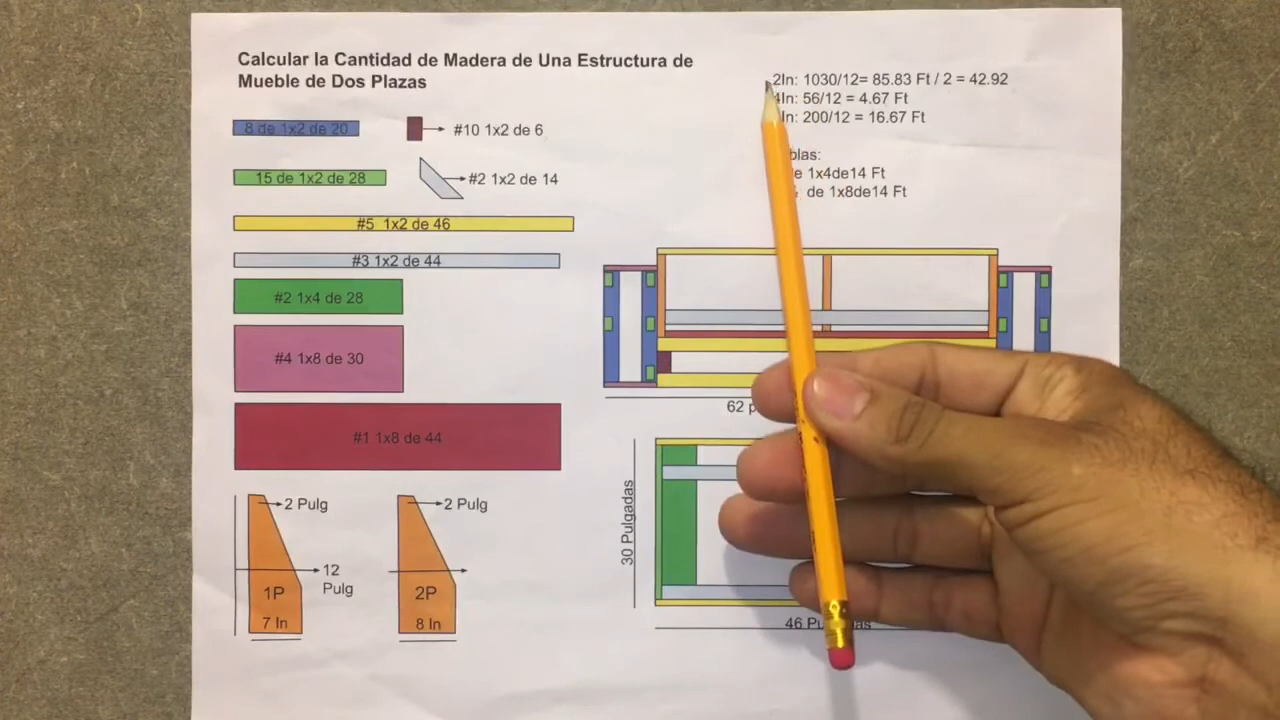 Calcular la Cantidad de Madera de Una Estructura de
Mueble de Dos Plazas
8 de 1x2 de 20
#10 1x2 de 6
15 de 1x2 de 28
#2 1x2 de 14
#5 1x2 de 46
#3 1x2 de 44
#2 1x4 de 28
#4 1x8 de 30
#1 1x8 de 44
2 Pulg
12
Pulg
1P
7 In
2 Pulg
2P
8 In
2In: 1030/12= 85.83 Ft / 2 = 42.92
In: 56/12 = 4.67 Ft
In: 200/12 = 16.67 Ft
de 1x4de14 Ft
de 1x8de14 Ft
62
30 Pulgadas
46